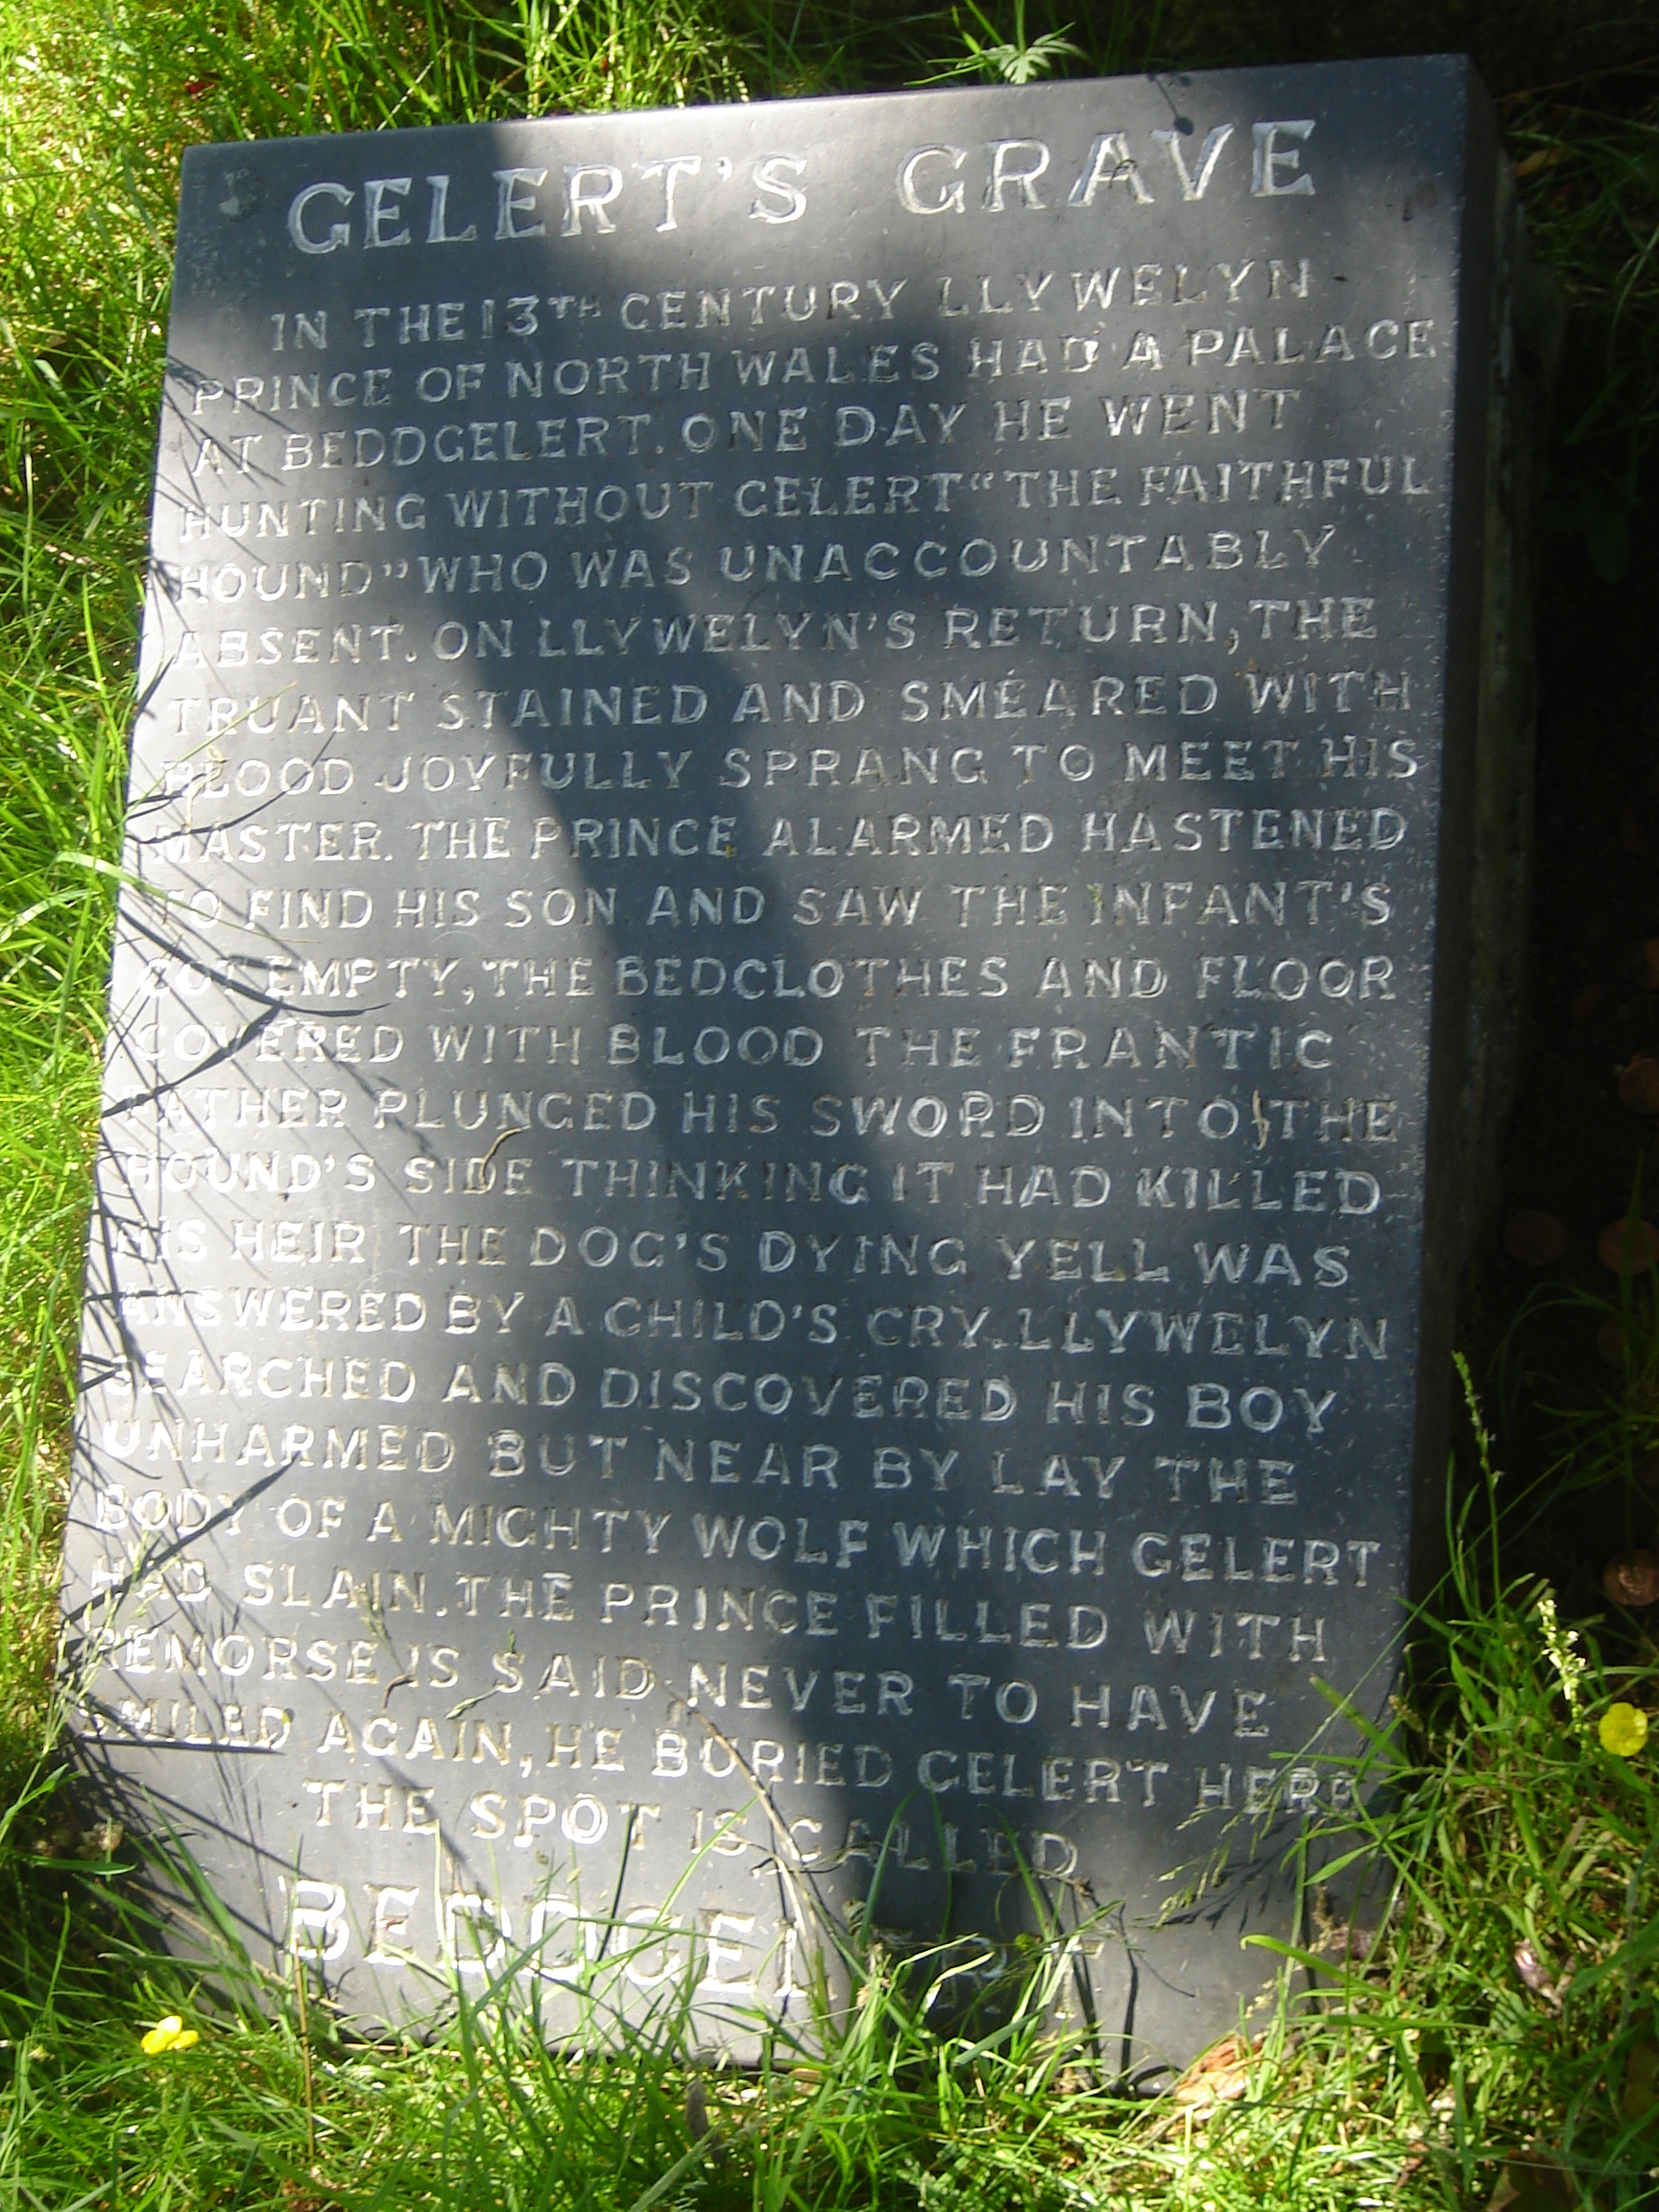 GELERT'S GRAVE
IN THE 13TH CENTURY LLYWELYN
PRINCE OF NORTH WALES HAD A PALACE
AT BEDDGELERT. ONE DAY HE WENT
HUNTING WITHOUT GELERT "THE FAITHFUL
HOUND" WHO WAS UNACCOUNTABLY
ABSENT. ON LLYWELYN'S RETURN, THE
TRUANT STAINED AND SMEARED WITH
BLOOD JOYFULLY SPRANG TO MEET HIS
MASTER. THE PRINCE ALARMED HASTENED
TO FIND HIS SON AND SAW THE INFANT'S
COT EMPTY, THE BEDCLOTHES AND FLOOR
COVERED WITH BLOOD THE FRANTIC
FATHER PLUNGED HIS SWORD INTO THE
HOUND'S SIDE THINKING IT HAD KILLED
HIS HEIR THE DOG'S DYING YELL WAS
ANSWERED BY A CHILD'S CRY. LLYWELYN
SEARCHED AND DISCOVERED HIS BOY
UNHARMED BUT NEAR BY LAY THE
BODY OF A MIGHTY WOLF WHICH GELERT
HAD SLAIN. THE PRINCE FILLED WITH
REMORSE IS SAID NEVER TO HAVE
SMILED AGAIN, HE BURIED GELERT HERE
THE SPOT IS CALLED
BEDDGELERT